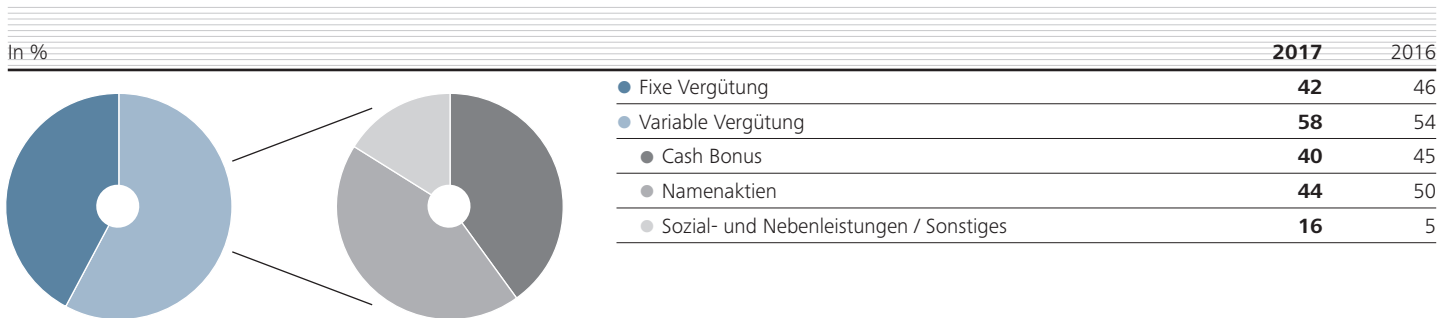 In % 2017 2016
Fixe Vergütung 42 46
Variable Vergütung 58 54
Cash Bonus 40 45
Namenaktien 44 50
Sozial- und Nebenleistungen / Sonstiges 16 5